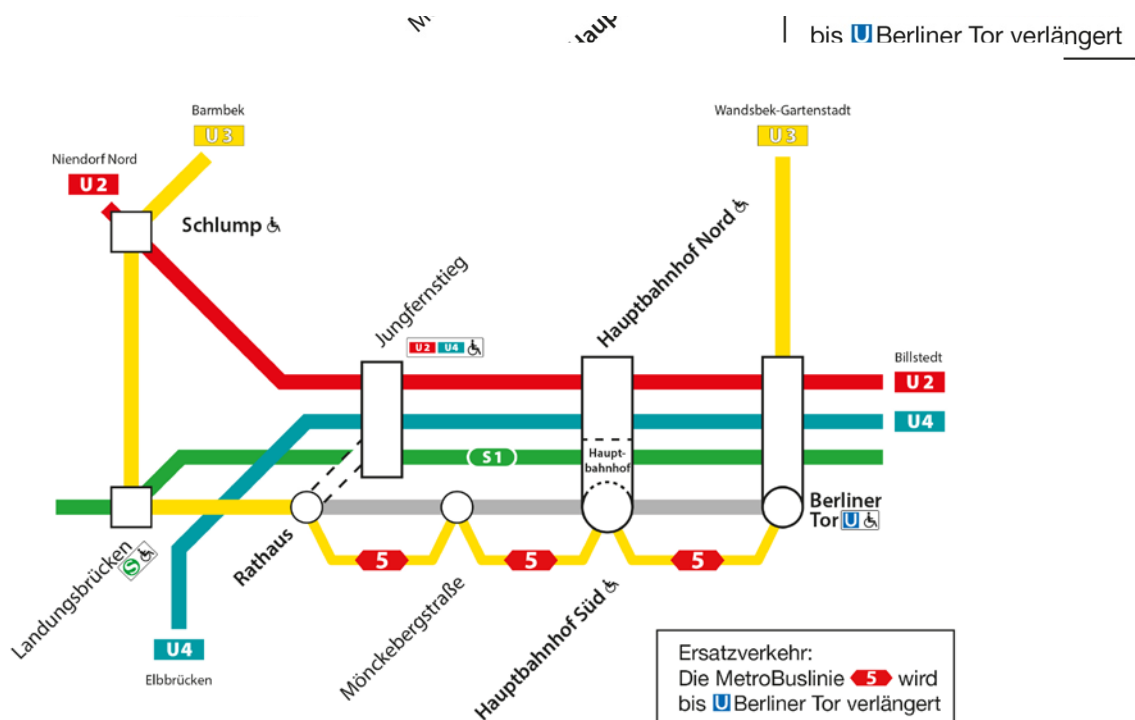 bis U Berliner Tor verlängert
Barmbek
U3
Wandsbek-Gartenstadt
U3
Niendorf Nord
U2
Schlump
Hauptbahnhof Nord
Jungfernstieg
U2 U4
Billstedt
U2
U4
S1
Haupt-
bahnhof
Berliner
Tor U
Rathaus
5
5
5
Landungsbrücken
S
Mönckebergstraße
Hauptbahnhof Süd
U4
Elbbrücken
Ersatzverkehr:
Die MetroBuslinie 5 wird
bis U Berliner Tor verlängert